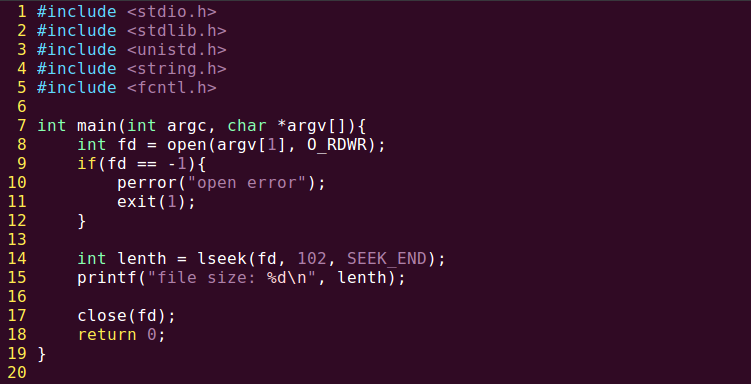 1 #include <stdio.h>
2 #include <stdlib.h>
3 #include <unistd.h>
4 #include <string.h>
5 #include <fcntl.h>
6
7 int main(int argc, char *argv[]){
8     int fd = open(argv[1], O_RDWR);
9     if(fd == -1){
10         perror("open error");
11         exit(1);
12     }
13
14     int lenth = lseek(fd, 102, SEEK_END);
15     printf("file size: %d\n", lenth);
16
17     close(fd);
18     return 0;
19 }
20